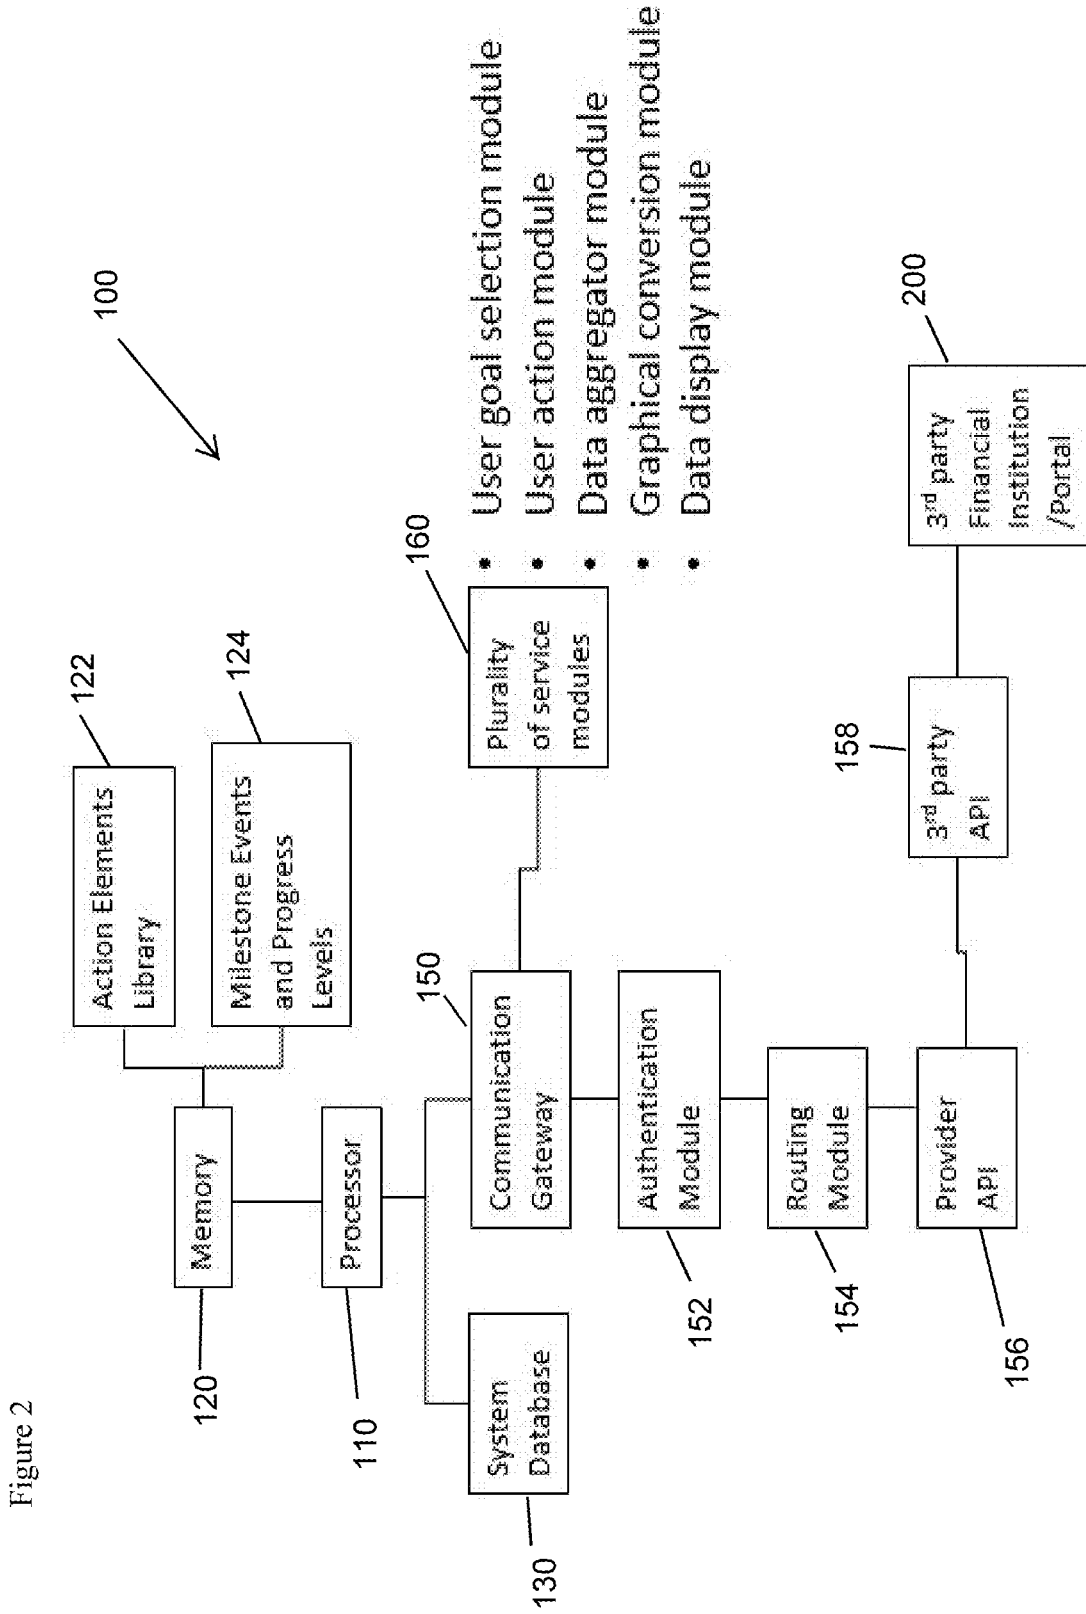 Figure 2
100
Action Elements
Library
122
Milestone Events
and Progress
Levels
124
Memory
120
Processor
110
System
Database
130
Communication
Gateway
150
Plurality
of service
modules
160
• User goal selection module
• User action module
• Data aggregator module
• Graphical conversion module
• Data display module
Authentication
Module
152
Routing
Module
154
Provider
API
156
3rd party
API
158
3rd party
Financial
Institution
/Portal
200